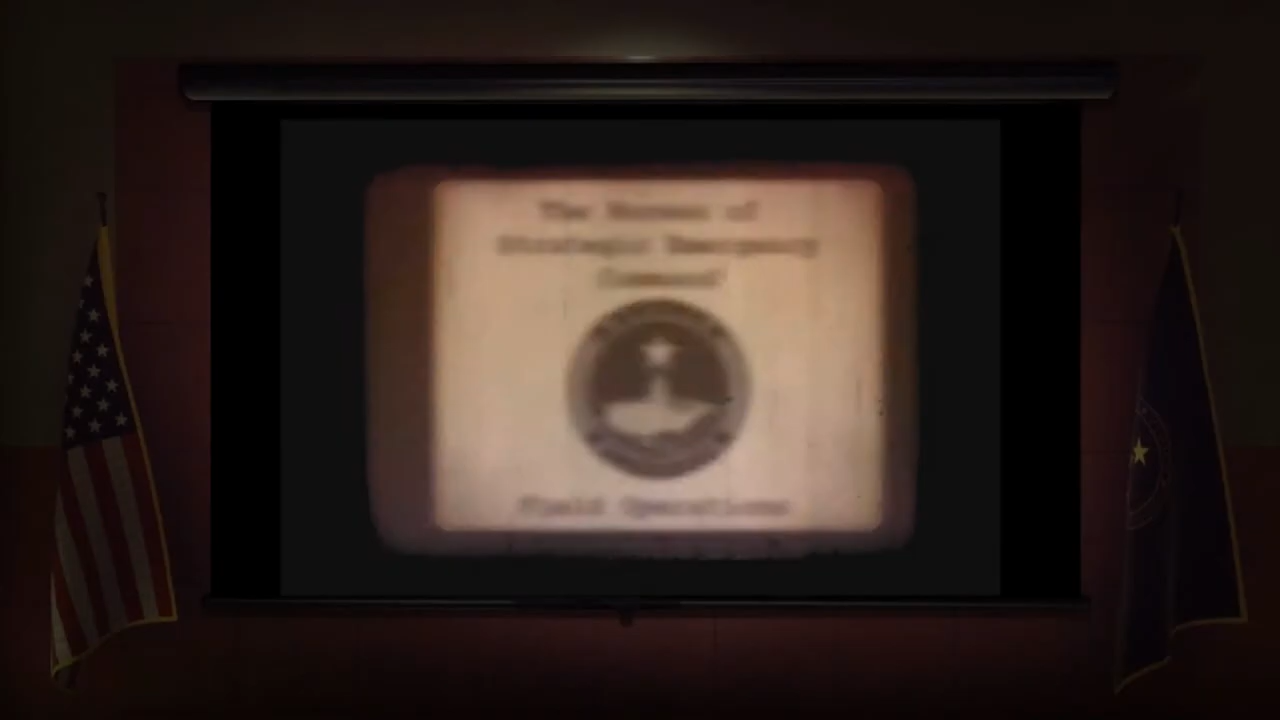 The Bureau of
Strategic Emergency
Command
Field Operations